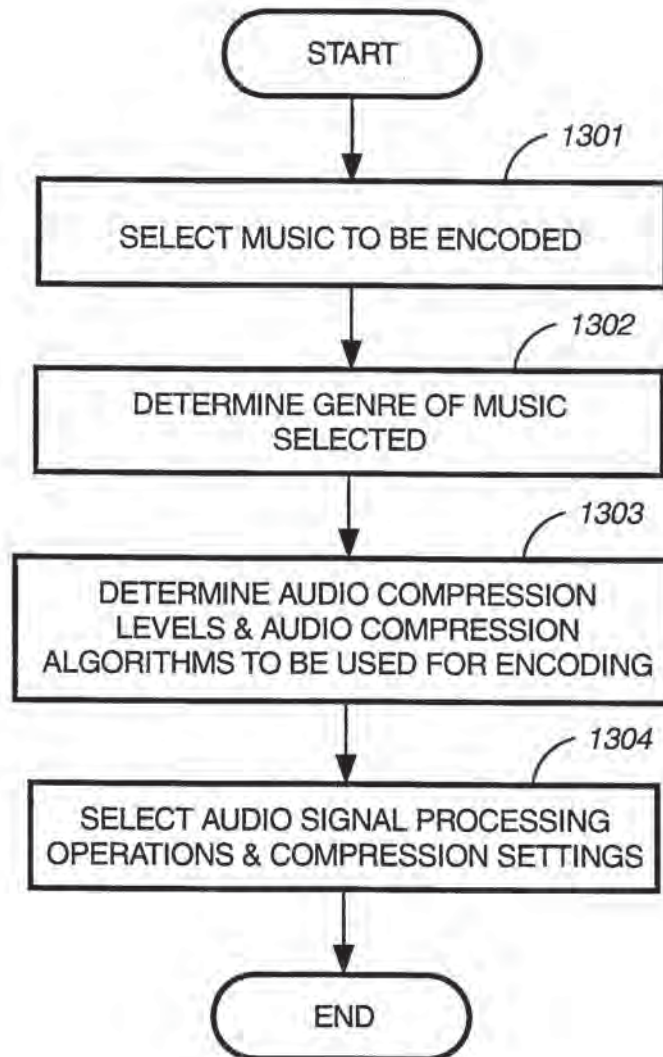 START
1301
SELECT MUSIC TO BE ENCODED
1302
DETERMINE GENRE OF MUSIC
SELECTED
1303
DETERMINE AUDIO COMPRESSION
LEVELS & AUDIO COMPRESSION
ALGORITHMS TO BE USED FOR ENCODING
1304
SELECT AUDIO SIGNAL PROCESSING
OPERATIONS & COMPRESSION SETTINGS
END